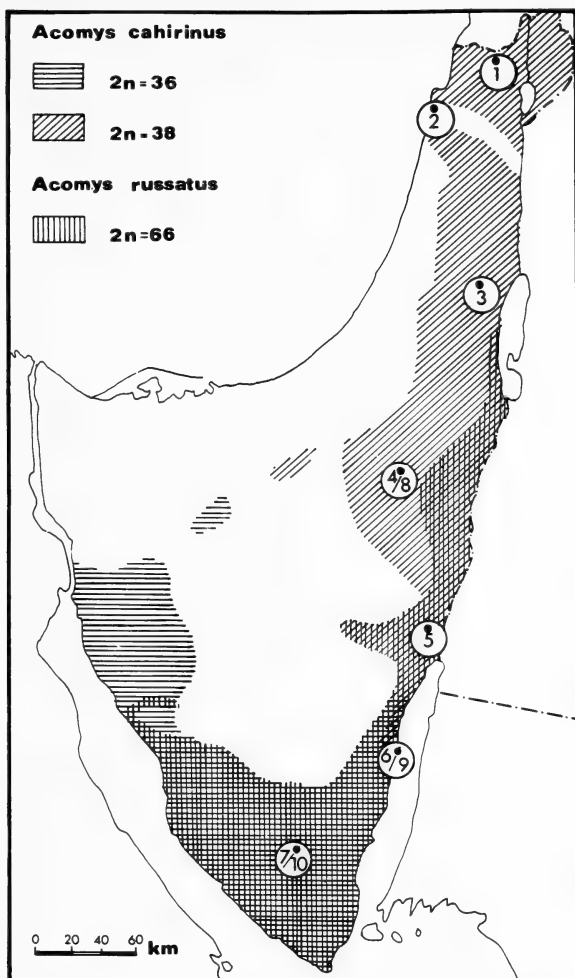 Acomys cahirinus
2n=36
2n=38
Acomys russatus
2n=66
1
2
3
4/8
5
6/9
7/10
0 20 40 60 km